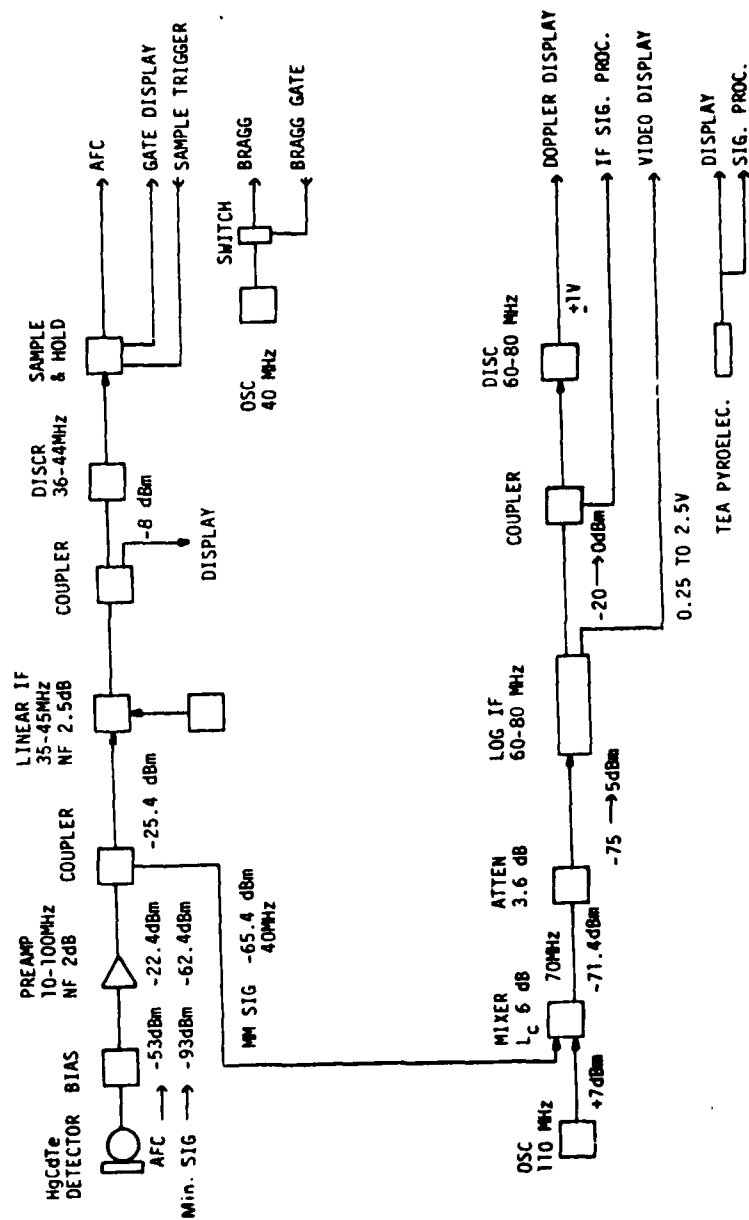 HgCdTe
DETECTOR
BIAS
PREAMP
10-100MHz
NF 2dB
COUPLER
LINEAR IF
35-45MHz
NF 2.5dB
COUPLER
DISCR
36-44MHz
SAMPLE
& HOLD
AFC
GATE DISPLAY
SAMPLE TRIGGER
AFC → -53dBm -22.4dBm
Min. SIG → -93dBm -62.4dBm
-25.4 dBm
-8 dBm
DISPLAY
OSC
40 MHz
SWITCH
BRAGG
BRAGG GATE
MM SIG -65.4 dBm
40MHz
OSC
110 MHz
+7dBm
MIXER
LC 6 dB
70MHz
-71.4dBm
ATTEN
3.6 dB
-75 → 5dBm
LOG IF
60-80 MHz
COUPLER
-20 → 0dBm
0.25 TO 2.5V
DISC
60-80 MHz
±1V
DOPPLER DISPLAY
IF SIG. PROC.
VIDEO DISPLAY
TEA PYROELEC.
DISPLAY
SIG. PROC.